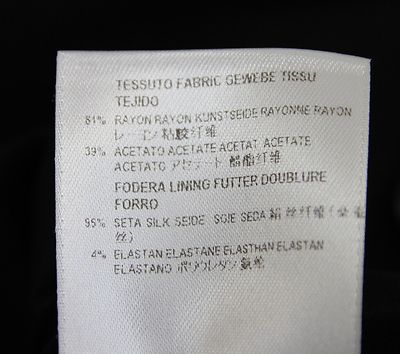 TESSUTO FABRIC GEWEBE TISSU
TEJIDO
61% RAYON RAYON KUNSTSEIDE RAYONNE RAYON
レーヨン 粘胶纤维
39% ACETATO ACETATE ACETAT ACETATE
ACETATO アセテート 醋酯纤维
FODERA LINING FUTTER DOUBLURE
FORRO
SETA SILK SEIDE SOIE SEDA 絹 丝纤维
丝)
4% ELASTAN ELASTANE ELASTHAN ELASTAN
ELASTANO ポリウレタン 氨纶